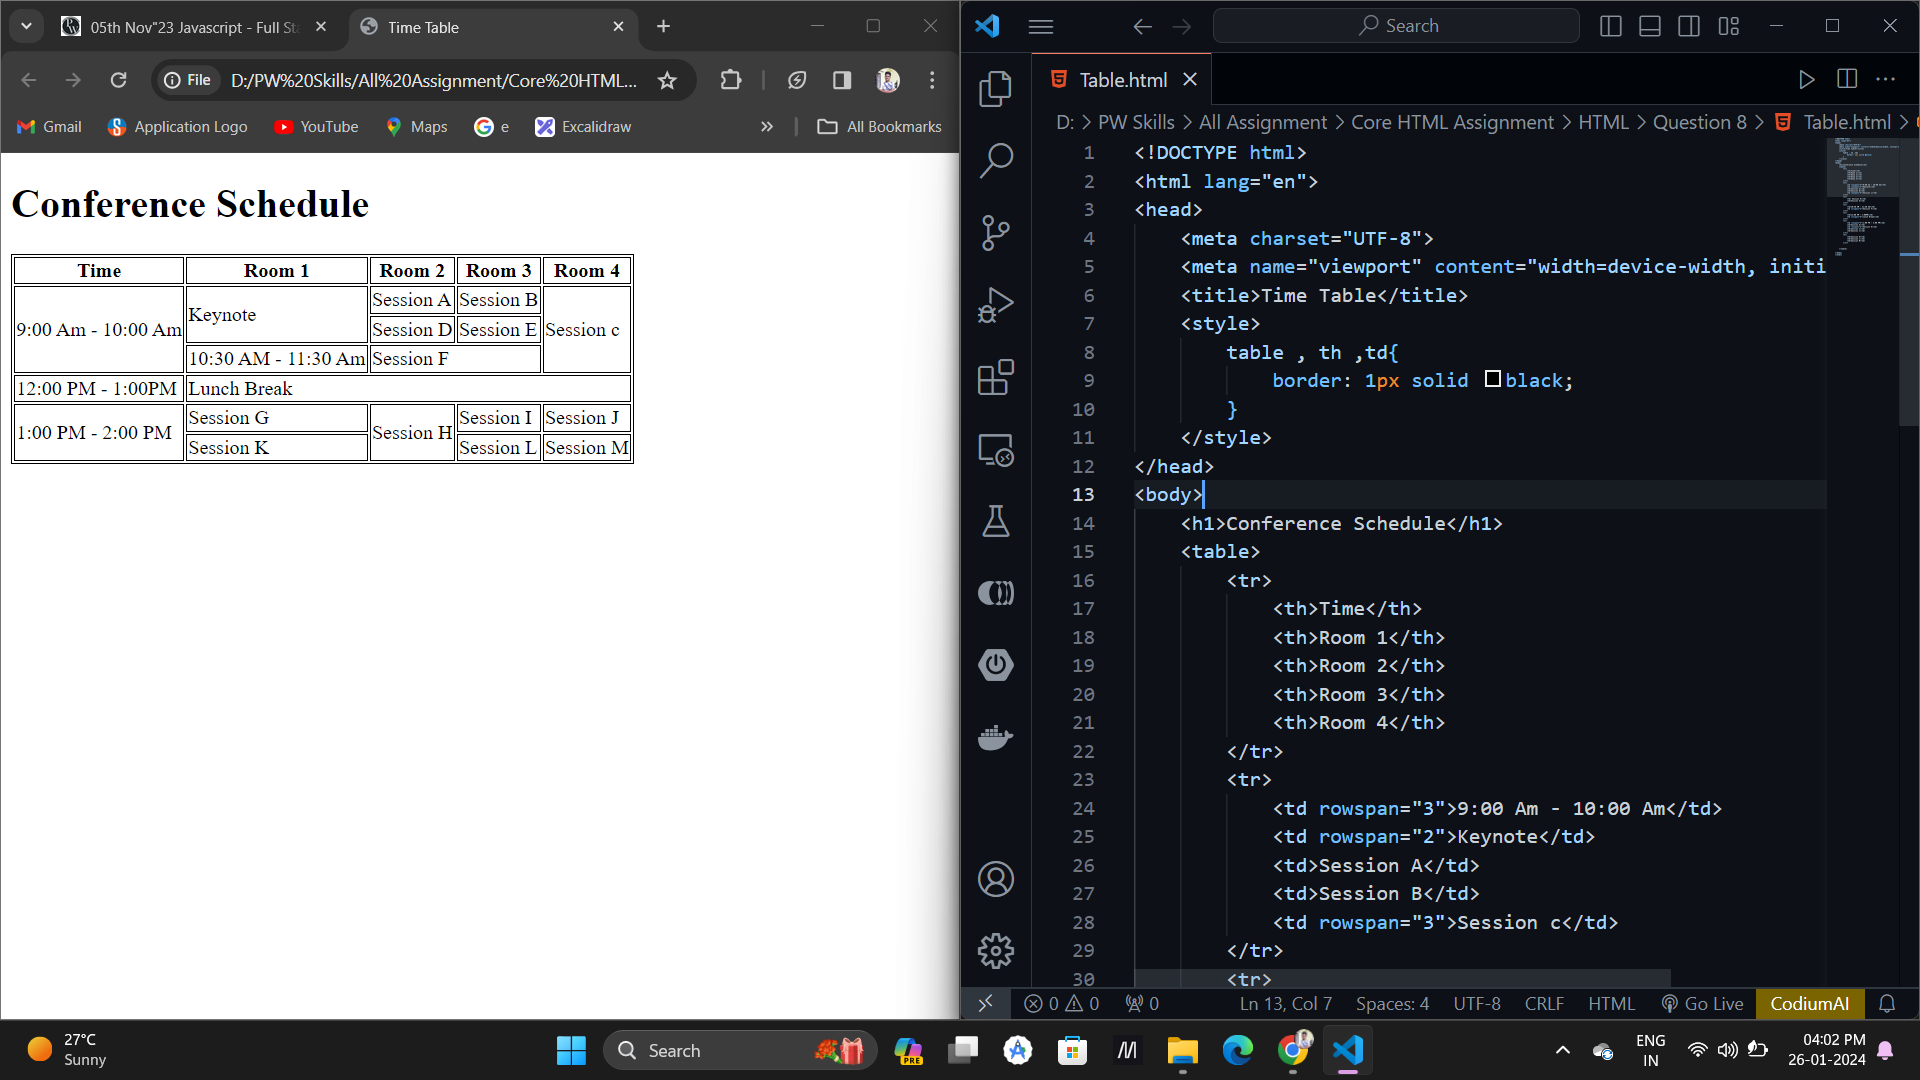 05th Nov"23 Javascript - Full St
Time Table
File
D:/PW%20Skills/All%20Assignment/Core%20HTML...
Gmail
Application Logo
YouTube
Maps
e
Excalidraw
All Bookmarks
Conference Schedule
Time Room 1 Room 2 Room 3 Room 4
9:00 Am - 10:00 Am Keynote Session A Session B Session c
Session D Session E
10:30 AM - 11:30 Am Session F
12:00 PM - 1:00PM Lunch Break
1:00 PM - 2:00 PM Session G Session H Session I Session J
Session K Session L Session M
Search
Table.html
D: > PW Skills > All Assignment > Core HTML Assignment > HTML > Question 8 > Table.html >
1 <!DOCTYPE html>
2 <html lang="en">
3 <head>
4 <meta charset="UTF-8">
5 <meta name="viewport" content="width=device-width, initi
6 <title>Time Table</title>
7 <style>
8 table , th ,td{
9 border: 1px solid black;
10 }
11 </style>
12 </head>
13 <body>
14 <h1>Conference Schedule</h1>
15 <table>
16 <tr>
17 <th>Time</th>
18 <th>Room 1</th>
19 <th>Room 2</th>
20 <th>Room 3</th>
21 <th>Room 4</th>
22 </tr>
23 <tr>
24 <td rowspan="3">9:00 Am - 10:00 Am</td>
25 <td rowspan="2">Keynote</td>
26 <td>Session A</td>
27 <td>Session B</td>
28 <td rowspan="3">Session c</td>
29 </tr>
30 <tr>
0 0 0 Ln 13, Col 7 Spaces: 4 UTF-8 CRLF HTML Go Live CodiumAI
27°C
Sunny
Search
PRE
ENG
IN
04:02 PM
26-01-2024